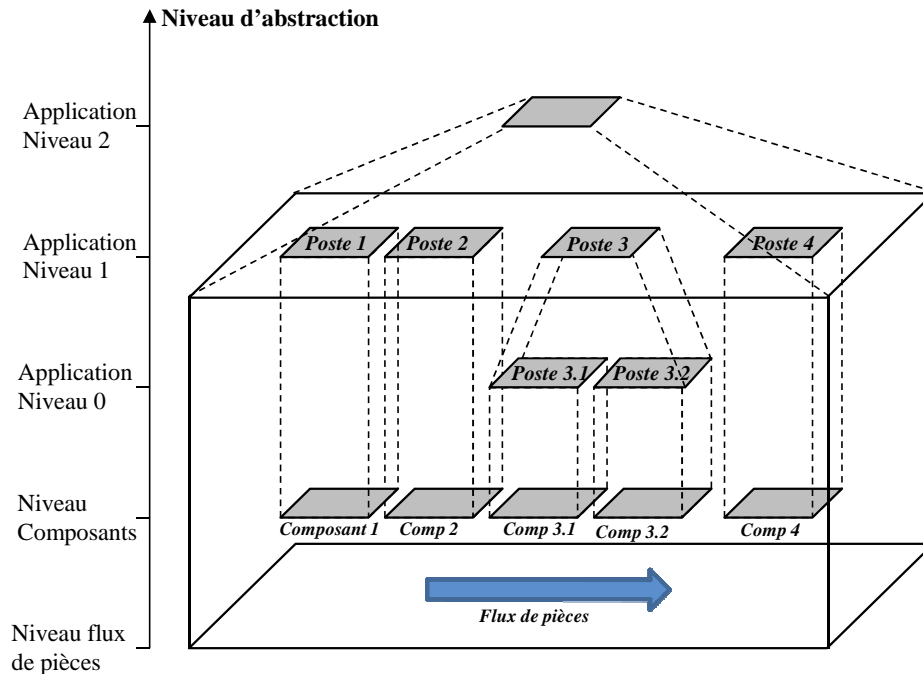 Niveau d'abstraction
Application
Niveau 2
Application
Niveau 1
Poste 1
Poste 2
Poste 3
Poste 4
Application
Niveau 0
Poste 3.1
Poste 3.2
Niveau
Composants
Composant 1
Comp 2
Comp 3.1
Comp 3.2
Comp 4
Flux de pièces
Niveau flux
de pièces